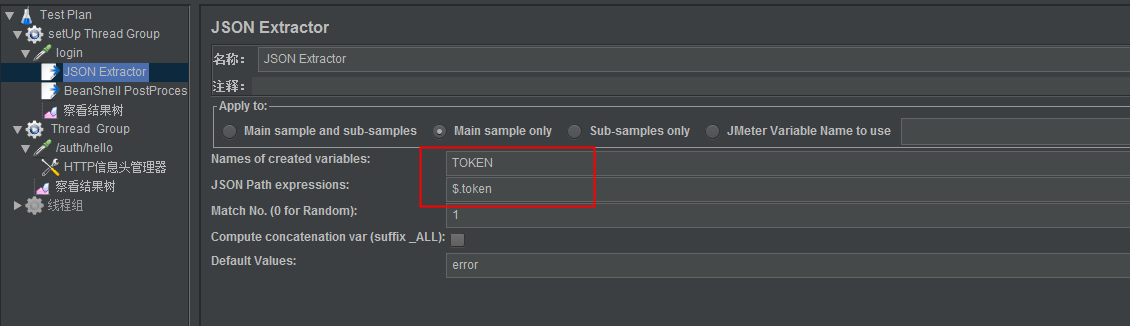 Test Plan
setUp Thread Group
login
JSON Extractor
BeanShell PostProces
察看结果树
Thread Group
/auth/hello
HTTP信息头管理器
察看结果树
线程组
JSON Extractor
名称: JSON Extractor
注释:
Apply to:
Main sample and sub-samples Main sample only Sub-samples only JMeter Variable Name to use
Names of created variables: TOKEN
JSON Path expressions: $.token
Match No. (0 for Random): 1
Compute concatenation var (suffix _ALL):
Default Values: error